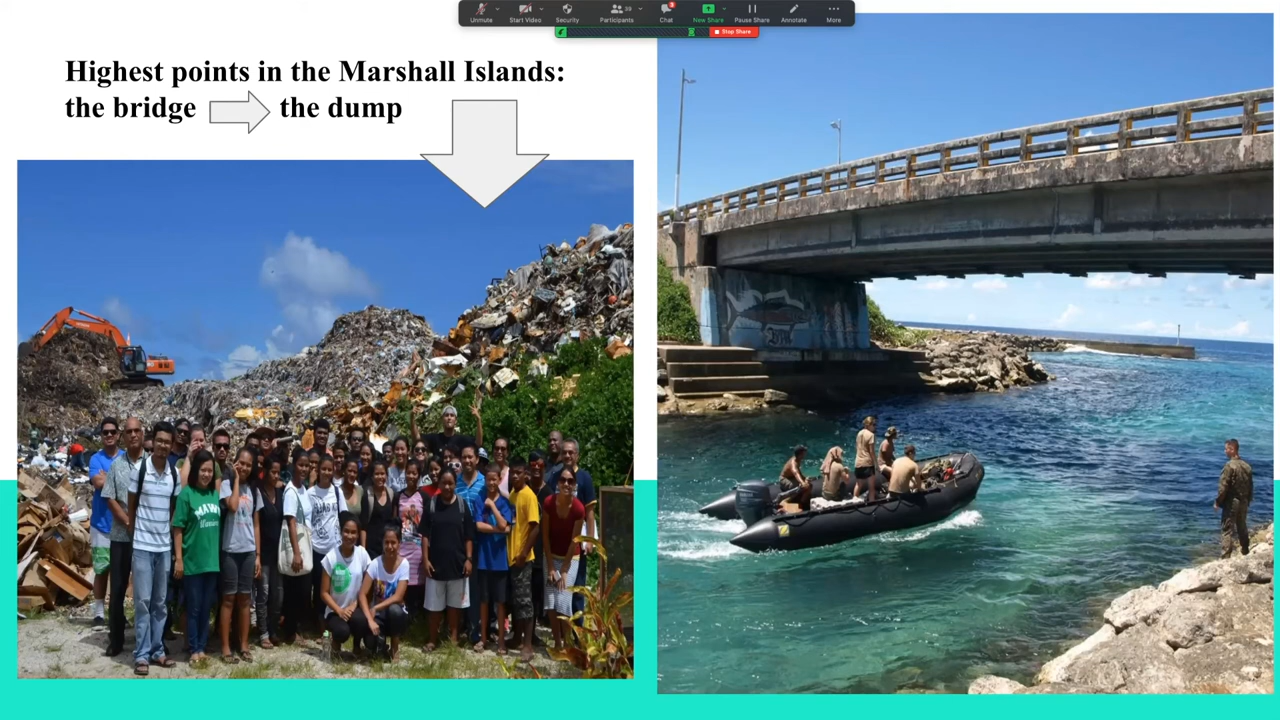 Unmute
Start Video
Security
Participants
39
Chat
New Share
Pause Share
Annotate
More
Stop Share
Highest points in the Marshall Islands:
the bridge
the dump